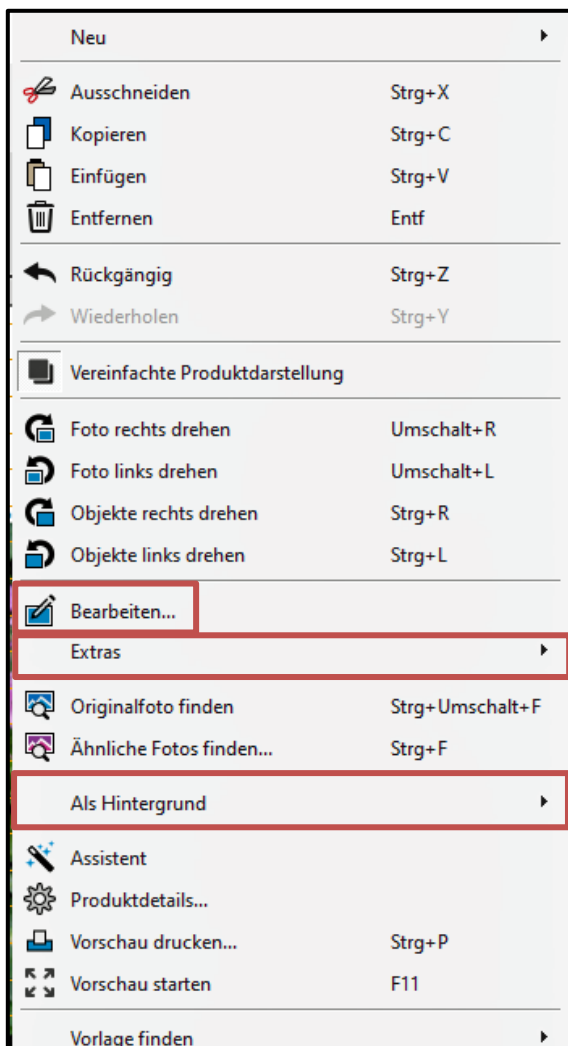 Neu
Ausschneiden Strg+X
Kopieren Strg+C
Einfügen Strg+V
Entfernen Entf
Rückgängig Strg+Z
Wiederholen Strg+Y
Vereinfachte Produktdarstellung
Foto rechts drehen Umschalt+R
Foto links drehen Umschalt+L
Objekte rechts drehen Strg+R
Objekte links drehen Strg+L
Bearbeiten...
Extras
Originalfoto finden Strg+Umschalt+F
Ähnliche Fotos finden... Strg+F
Als Hintergrund
Assistent
Produktdetails...
Vorschau drucken... Strg+P
Vorschau starten F11
Vorlage finden